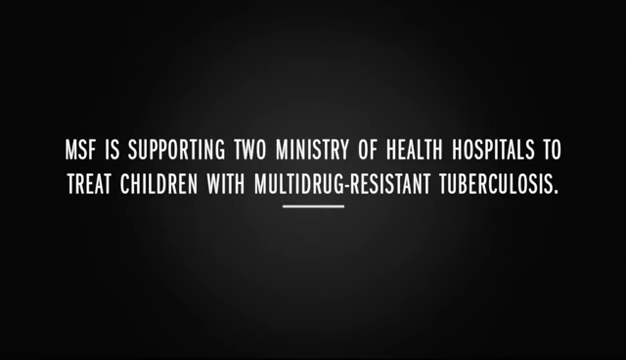 MSF IS SUPPORTING TWO MINISTRY OF HEALTH HOSPITALS TO
TREAT CHILDREN WITH MULTIDRUG-RESISTANT TUBERCULOSIS.